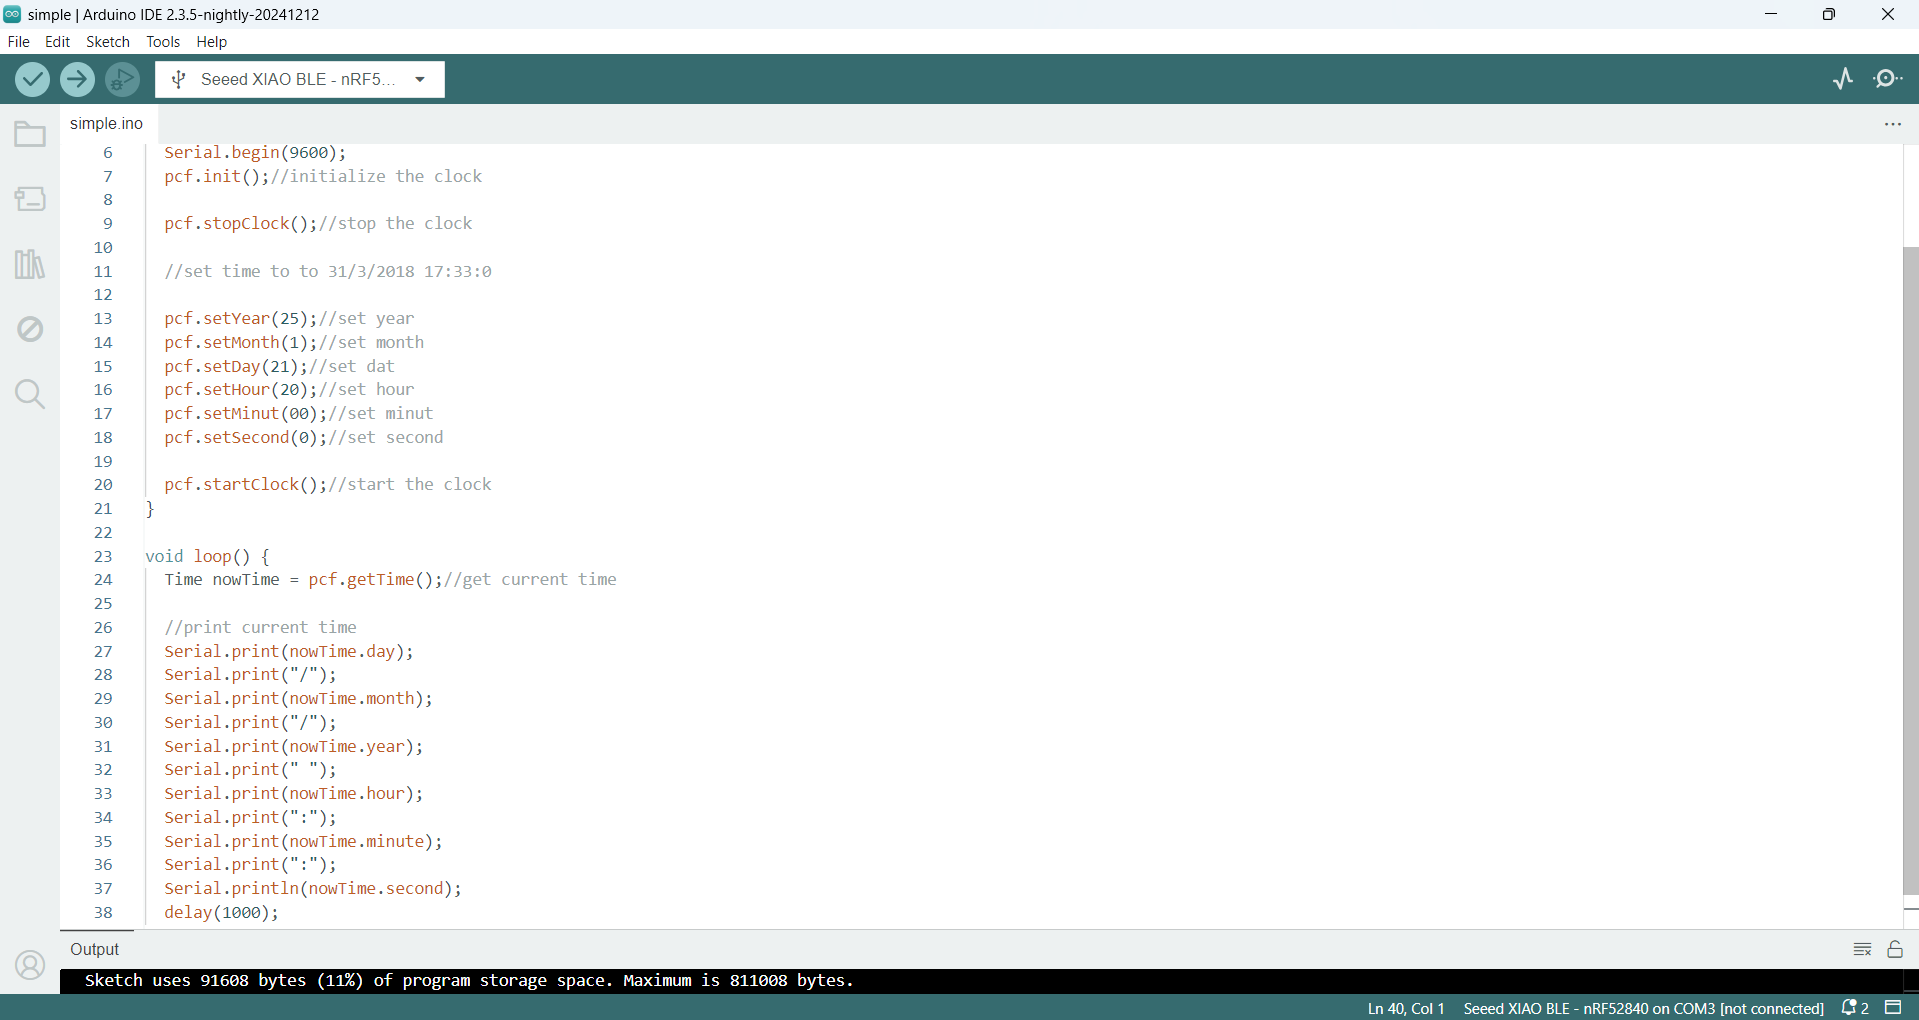 simple | Arduino IDE 2.3.5-nightly-20241212
File Edit Sketch Tools Help
Seeed XIAO BLE - nRF5...
simple.ino
6 Serial.begin(9600);
7 pcf.init();//initialize the clock
8
9 pcf.stopClock();//stop the clock
10
11 //set time to to 31/3/2018 17:33:0
12
13 pcf.setYear(25);//set year
14 pcf.setMonth(1);//set month
15 pcf.setDay(21);//set dat
16 pcf.setHour(20);//set hour
17 pcf.setMinut(00);//set minut
18 pcf.setSecond(0);//set second
19
20 pcf.startClock();//start the clock
21 }
22
23 void loop() {
24 Time nowTime = pcf.getTime();//get current time
25
26 //print current time
27 Serial.print(nowTime.day);
28 Serial.print("/");
29 Serial.print(nowTime.month);
30 Serial.print("/");
31 Serial.print(nowTime.year);
32 Serial.print(" ");
33 Serial.print(nowTime.hour);
34 Serial.print(":");
35 Serial.print(nowTime.minute);
36 Serial.print(":");
37 Serial.println(nowTime.second);
38 delay(1000);
Output
Sketch uses 91608 bytes (11%) of program storage space. Maximum is 811008 bytes.
Ln 40, Col 1 Seeed XIAO BLE - nRF52840 on COM3 [not connected] 2